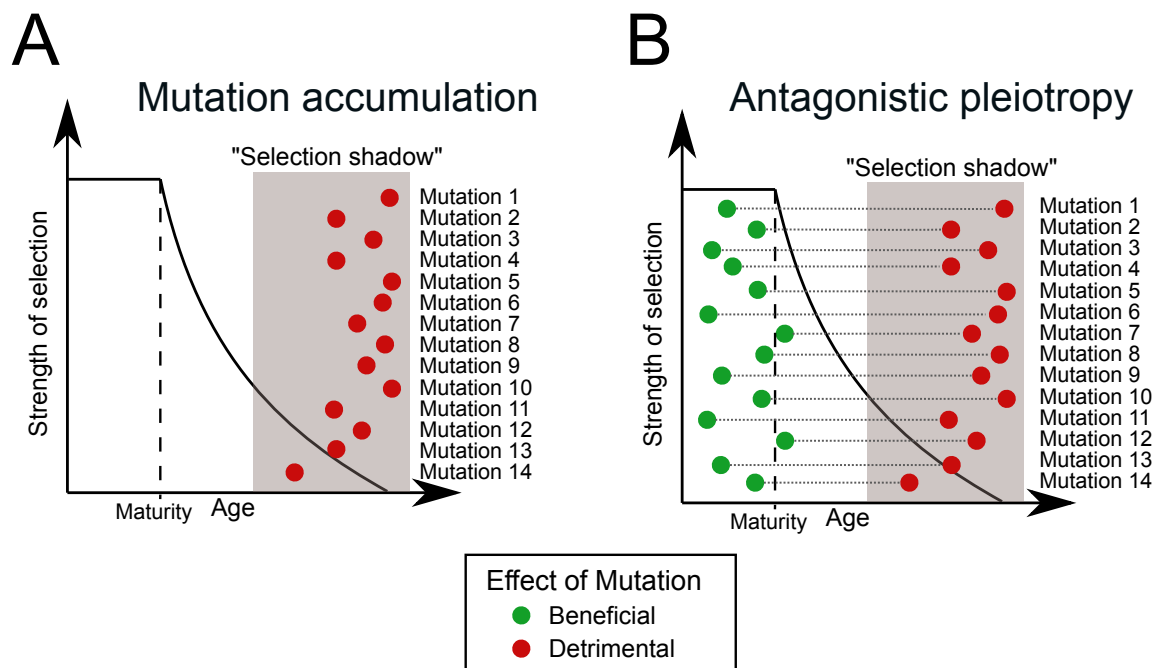 A
Mutation accumulation
"Selection shadow"
Strength of selection
Mutation 1
Mutation 2
Mutation 3
Mutation 4
Mutation 5
Mutation 6
Mutation 7
Mutation 8
Mutation 9
Mutation 10
Mutation 11
Mutation 12
Mutation 13
Mutation 14
Maturity
Age
B
Antagonistic pleiotropy
"Selection shadow"
Strength of selection
Mutation 1
Mutation 2
Mutation 3
Mutation 4
Mutation 5
Mutation 6
Mutation 7
Mutation 8
Mutation 9
Mutation 10
Mutation 11
Mutation 12
Mutation 13
Mutation 14
Maturity
Age
Effect of Mutation
Beneficial
Detrimental